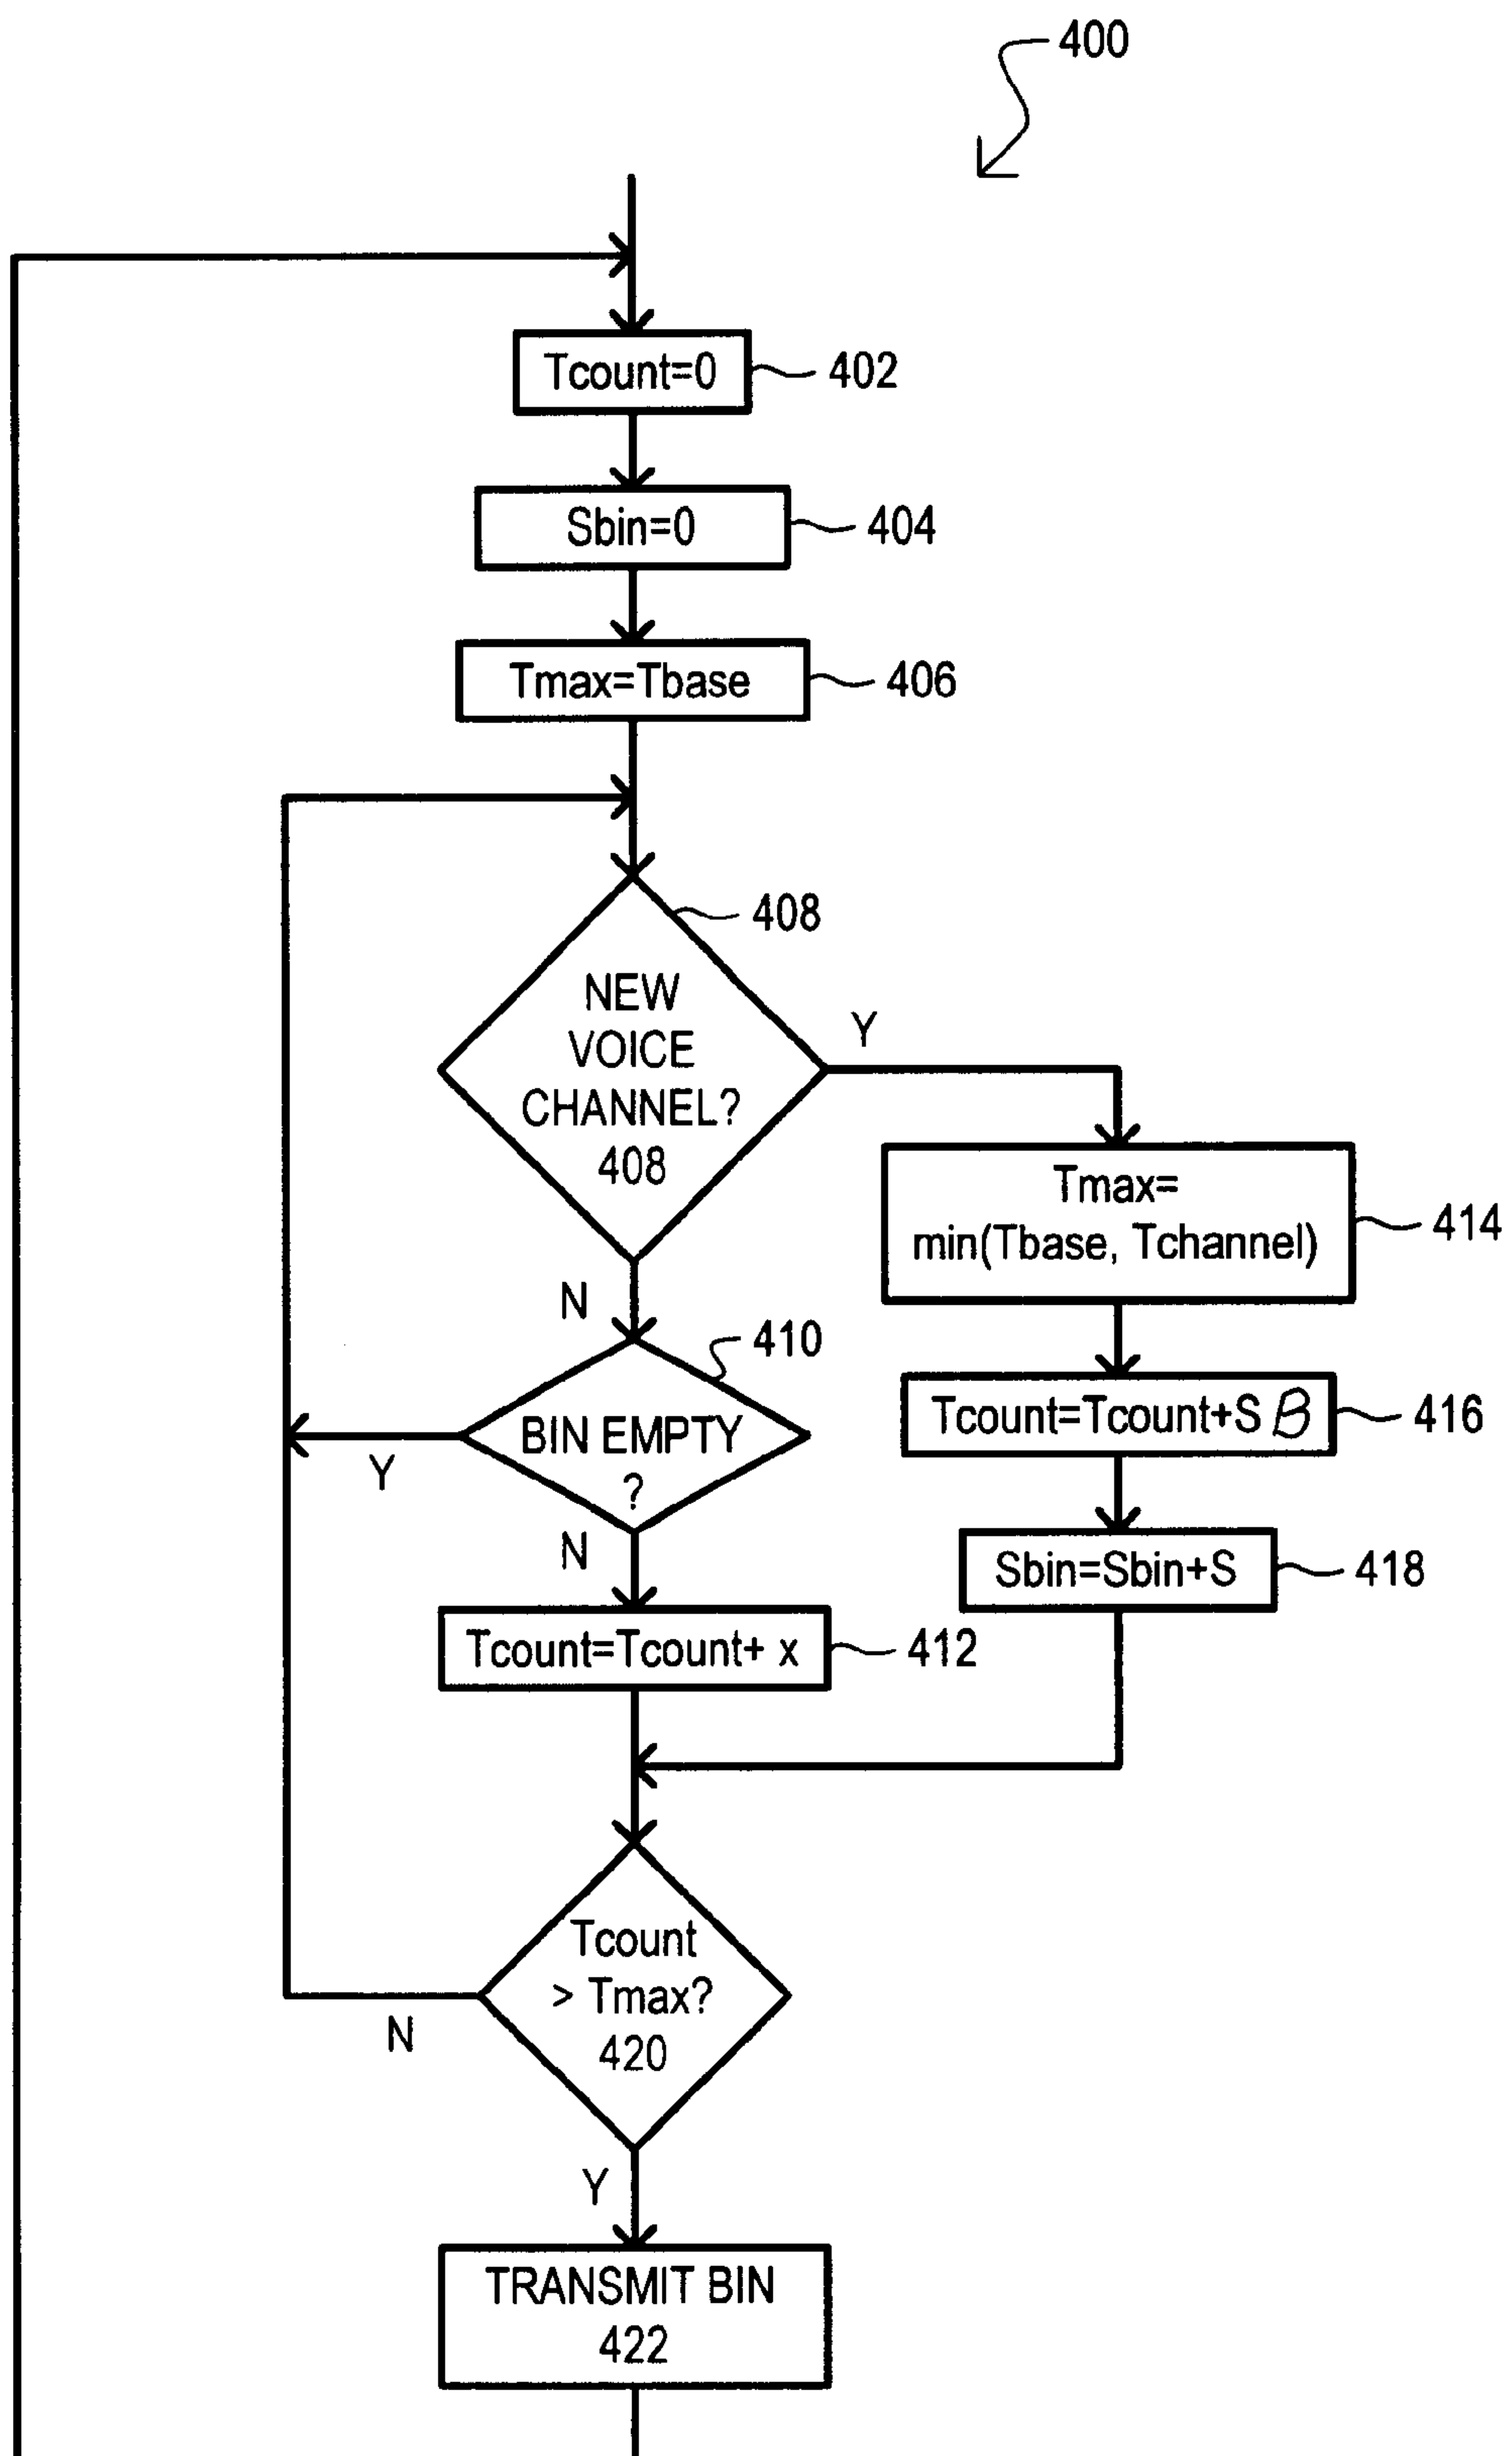 400
Tcount=0
402
Sbin=0
404
Tmax=Tbase
406
408
NEW
VOICE
CHANNEL?
408
Y
N
Tmax=
min(Tbase, Tchannel)
414
410
BIN EMPTY
?
Y
N
Tcount=Tcount+S β
416
Sbin=Sbin+S
418
Tcount=Tcount+ x
412
Tcount
> Tmax?
420
N
Y
TRANSMIT BIN
422